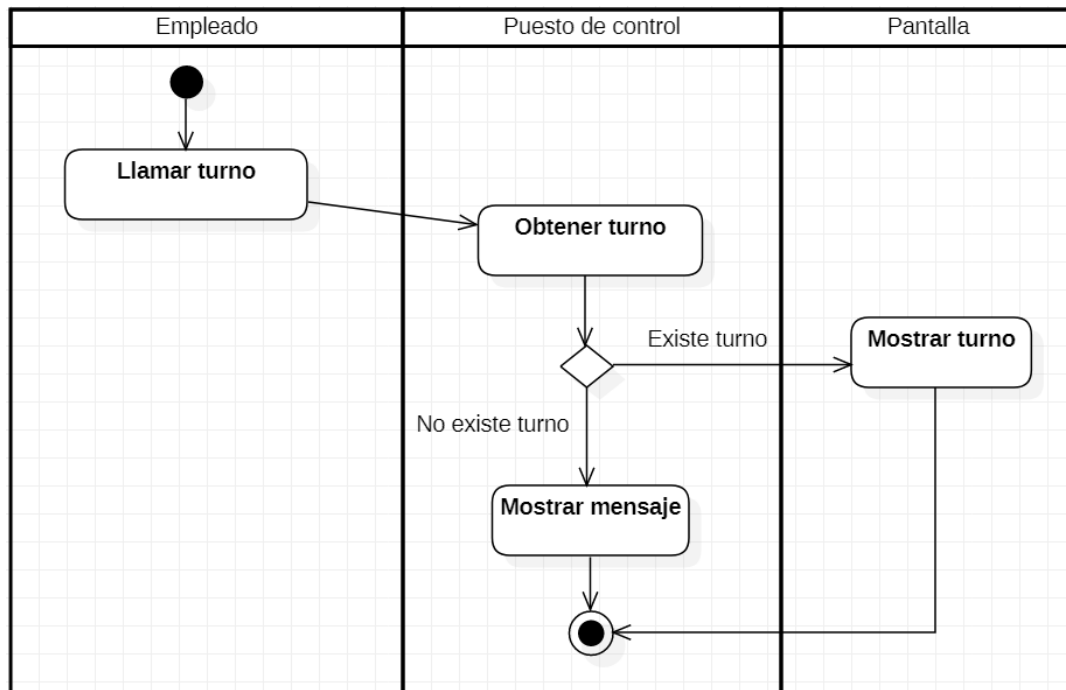 Empleado
Puesto de control
Pantalla
Llamar turno
Obtener turno
Existe turno
Mostrar turno
No existe turno
Mostrar mensaje